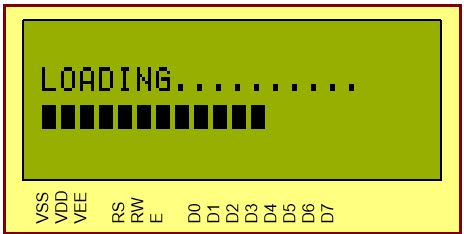 LOADING..........
VSS
VDD
VEE
RS
RW
E
D0
D1
D2
D3
D4
D5
D6
D7